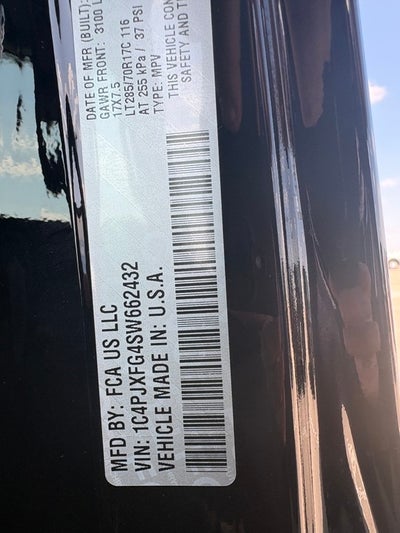 MFD BY: FCA US LLC
VIN: 1C4PJXFG4SW662432
VEHICLE MADE IN: U.S.A.
DATE OF MFR (BUILT):
GAWR FRONT: 3100 L
17X7.5
LT285/70R17C 116
AT 255 kPa / 37 PSI
THIS VEHICLE CON
SAFETY AND T
TYPE: MPV